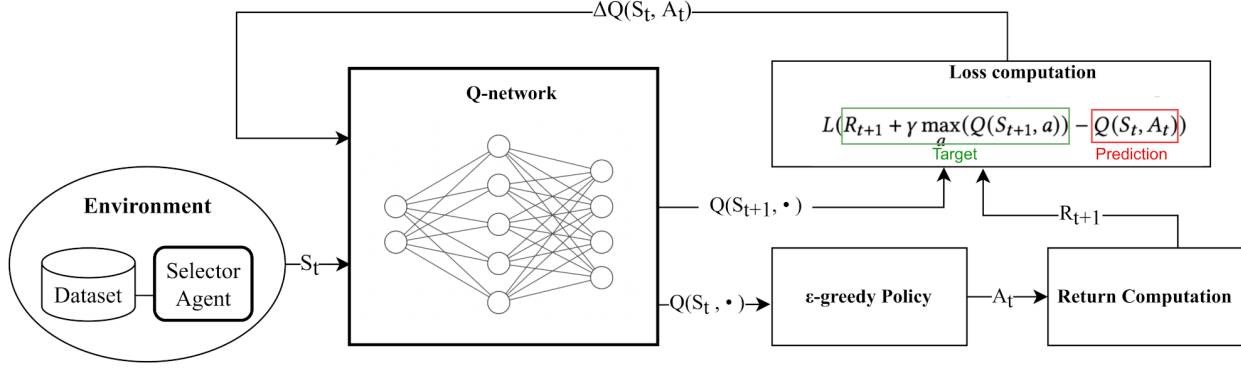 ΔQ(Sₜ, Aₜ)
Loss computation
L(Rₜ₊₁ + γ max(Q(Sₜ₊₁, a)) − Q(Sₜ, Aₜ))
a
Target
Prediction
Q-network
Environment
Dataset
Selector
Agent
Sₜ
Q(Sₜ₊₁, •)
Rₜ₊₁
Q(Sₜ, •)
ε-greedy Policy
Aₜ
Return Computation